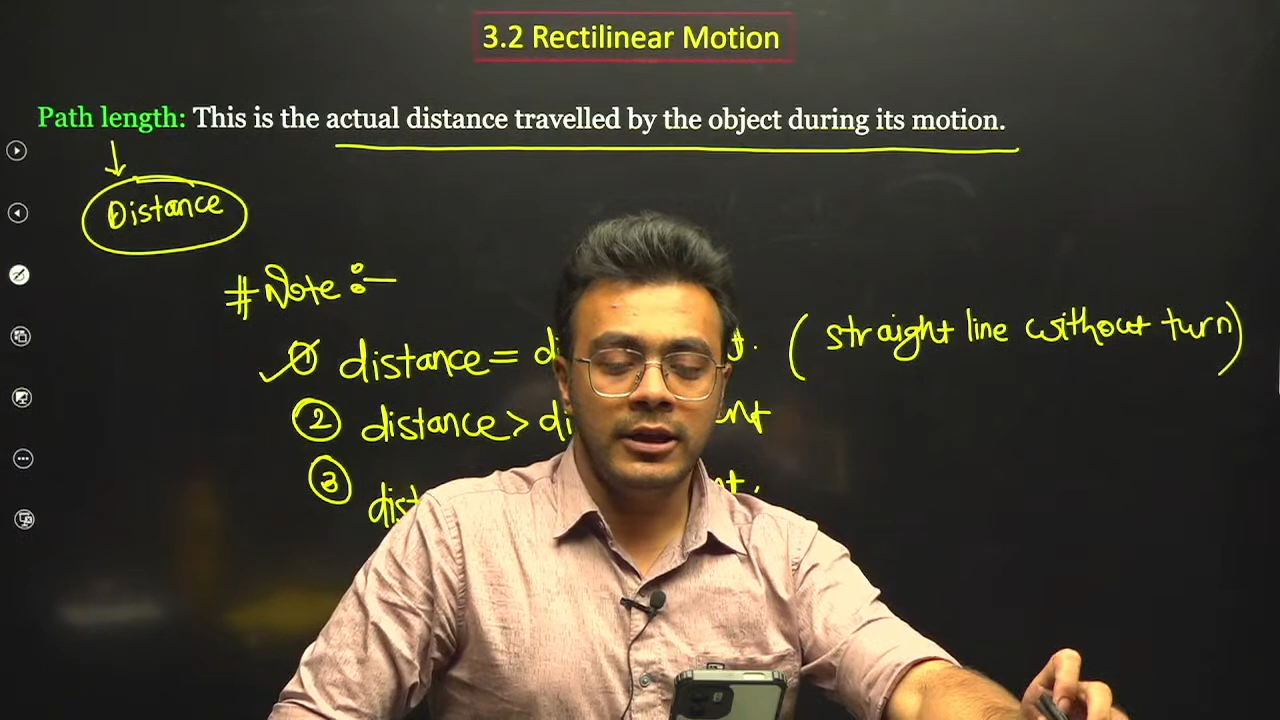 3.2 Rectilinear Motion
Path length: This is the actual distance travelled by the object during its motion.
Distance
# Note :-
① distance = (straight line without turn)
② distance >
③